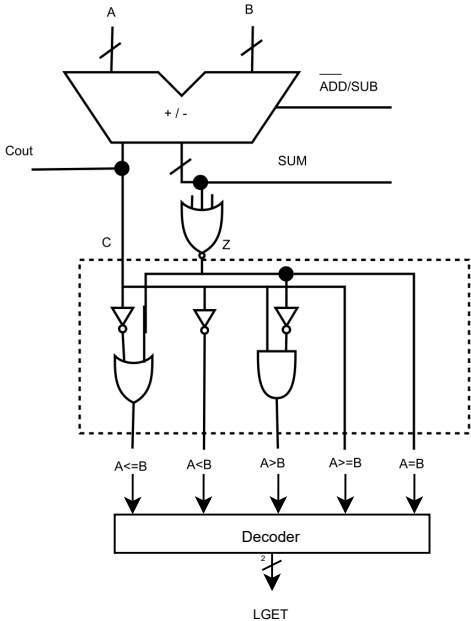 A
B
ADD/SUB
+ / -
Cout
SUM
C
Z
A<=B
A<B
A>B
A>=B
A=B
Decoder
2
LGET